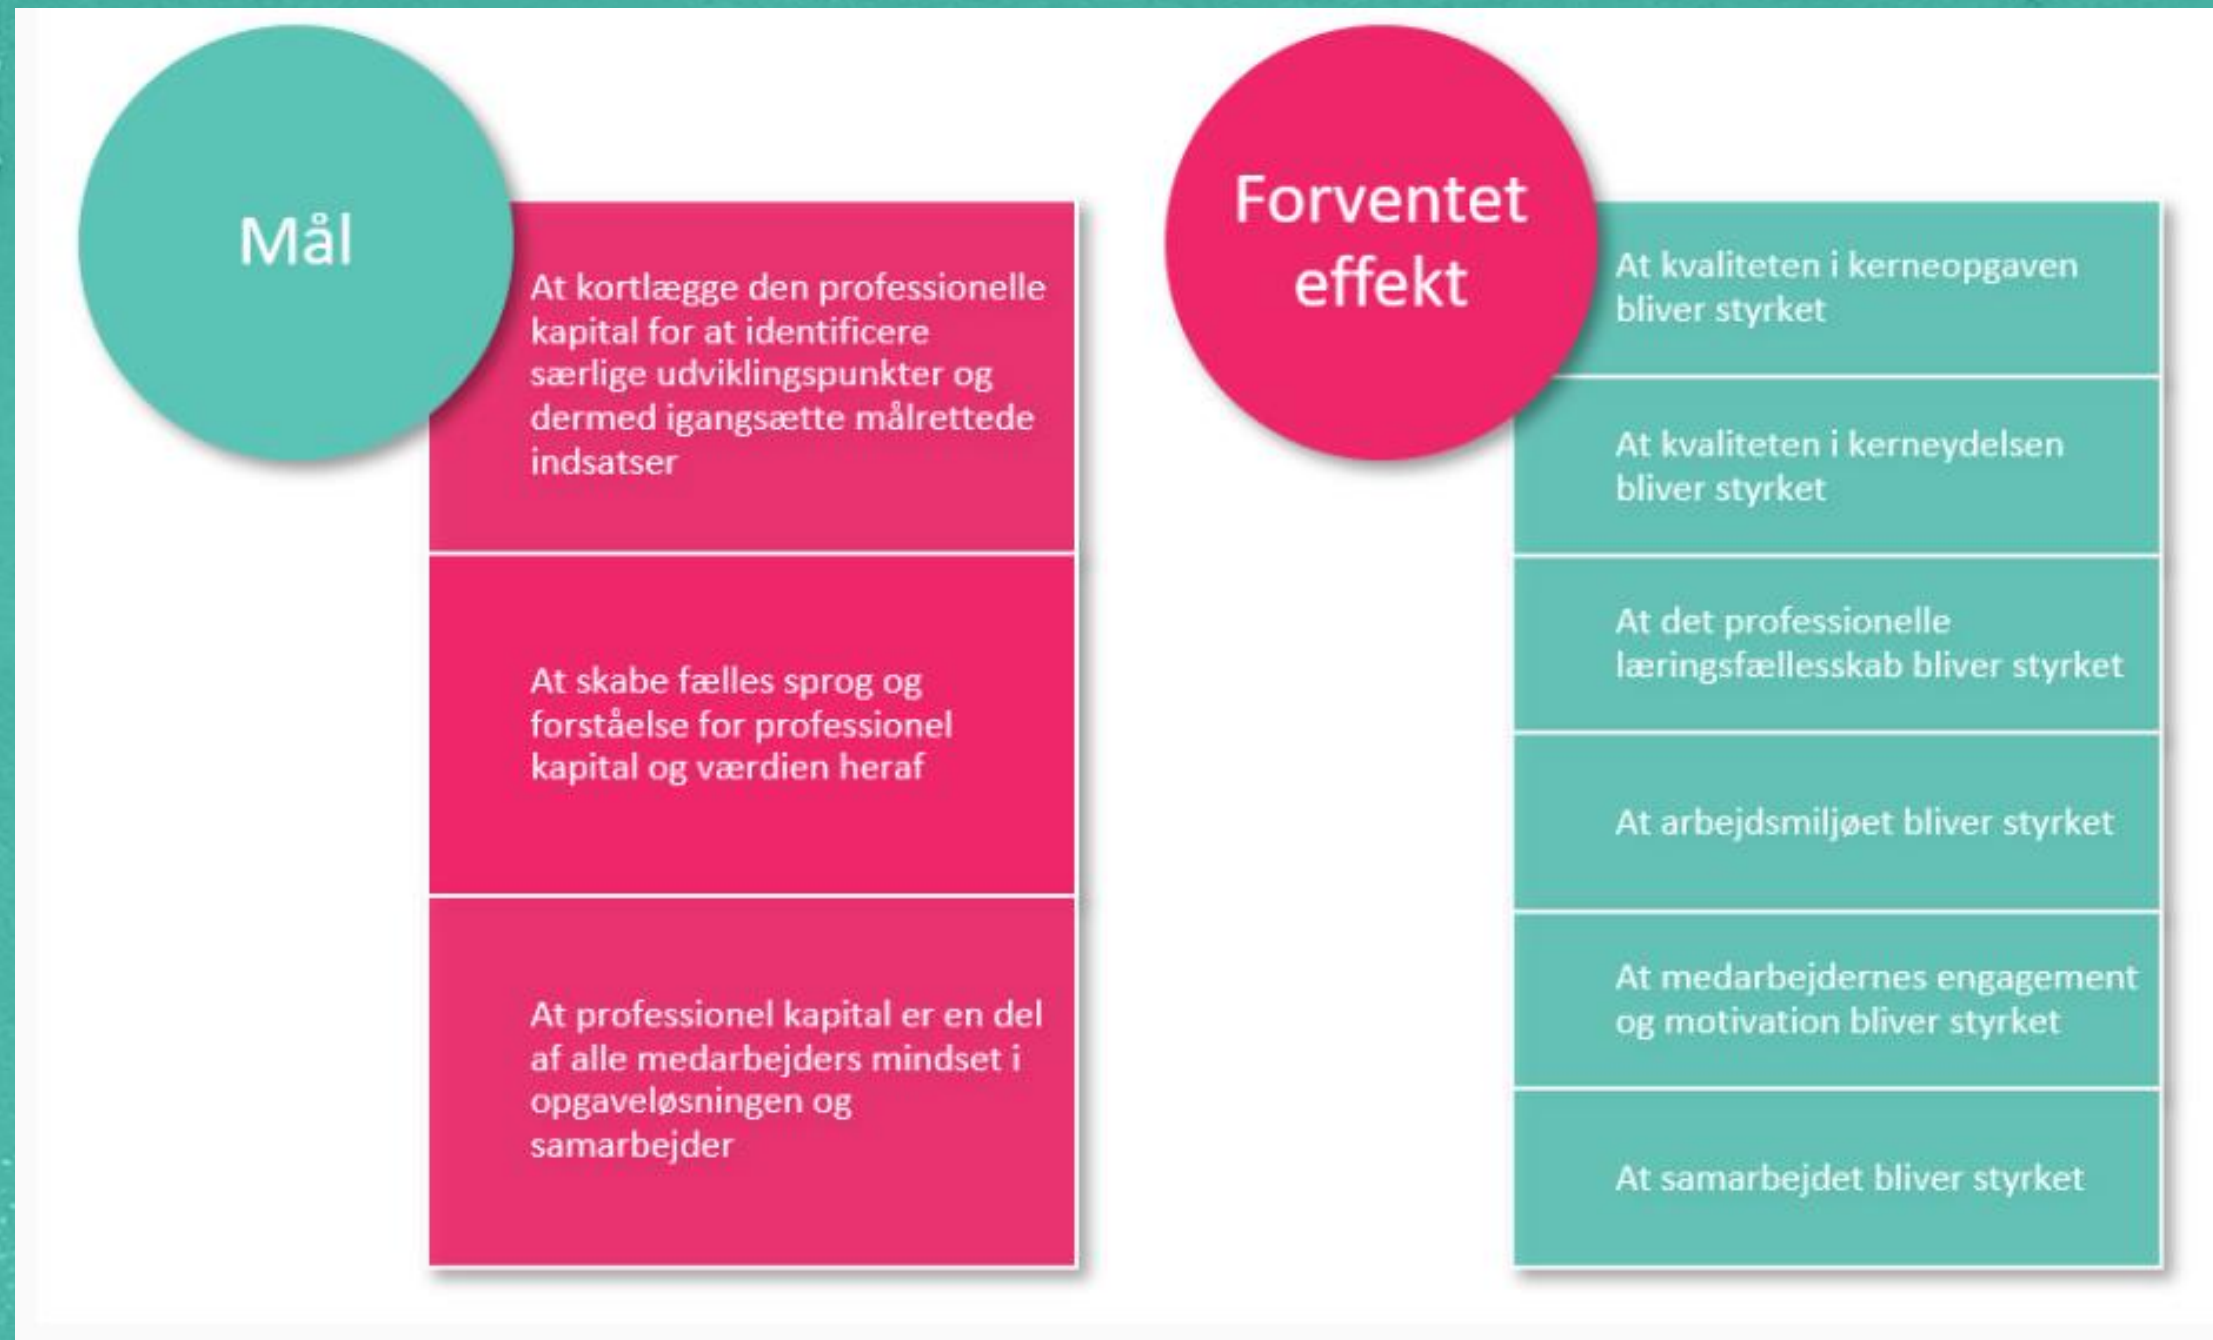 Mål
At kortlægge den professionelle
kapital for at identificere
særlige udviklingspunkter og
dermed igangsætte målrettede
indsatser
At skabe fælles sprog og
forståelse for professionel
kapital og værdien heraf
At professionel kapital er en del
af alle medarbejders mindset i
opgaveløsningen og
samarbejder
Forventet
effekt
At kvaliteten i kerneopgaven
bliver styrket
At kvaliteten i kerneydelsen
bliver styrket
At det professionelle
læringsfællesskab bliver styrket
At arbejdsmiljøet bliver styrket
At medarbejdernes engagement
og motivation bliver styrket
At samarbejdet bliver styrket